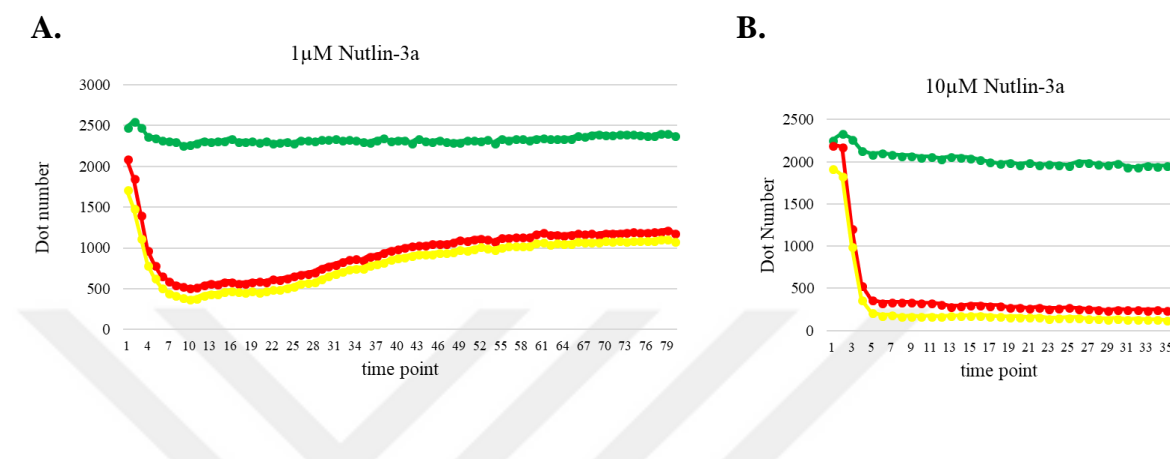 A.
1µM Nutlin-3a
3000
2500
2000
1500
1000
500
0
Dot number
1 4 7 10 13 16 19 22 25 28 31 34 37 40 43 46 49 52 55 58 61 64 67 70 73 76 79
time point
B.
10µM Nutlin-3a
2500
2000
1500
1000
500
0
Dot Number
1 3 5 7 9 11 13 15 17 19 21 23 25 27 29 31 33 35
time point